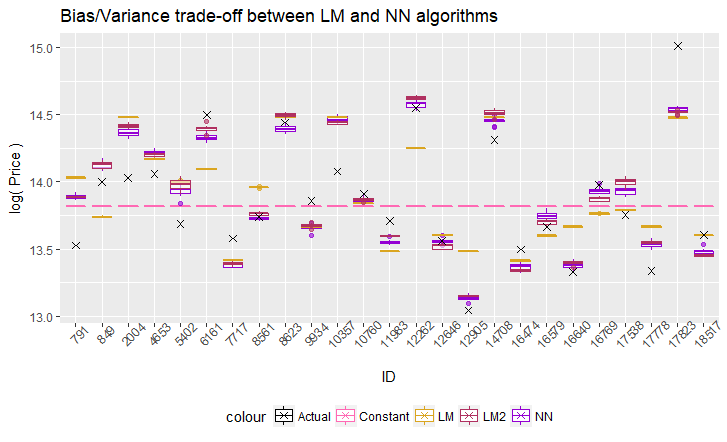 Bias/Variance trade-off between LM and NN algorithms
15.0
14.5
14.0
13.5
13.0
log( Price )
791 849 2004 4653 5402 6161 7717 8561 8623 9934 10357 10760 11983 12262 12646 12905 14708 16474 16579 16640 16769 17538 17778 17823 18517
ID
colour Actual Constant LM LM2 NN